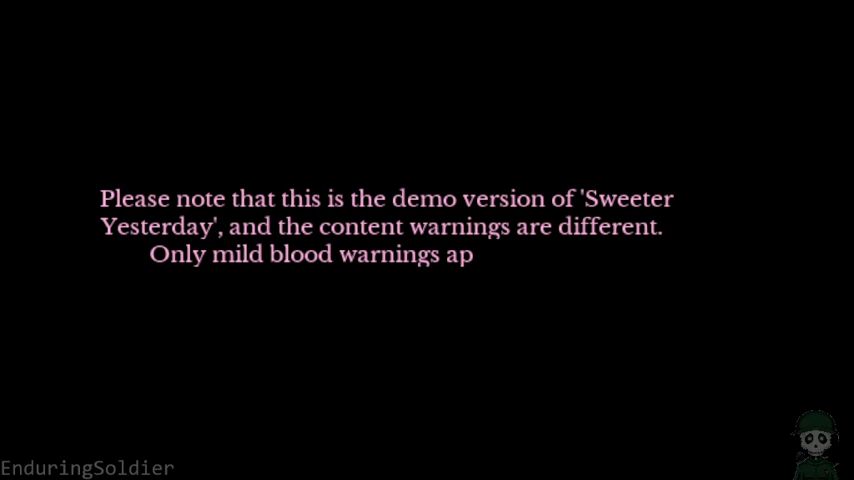 Please note that this is the demo version of 'Sweeter
Yesterday', and the content warnings are different.
Only mild blood warnings ap
EnduringSoldier